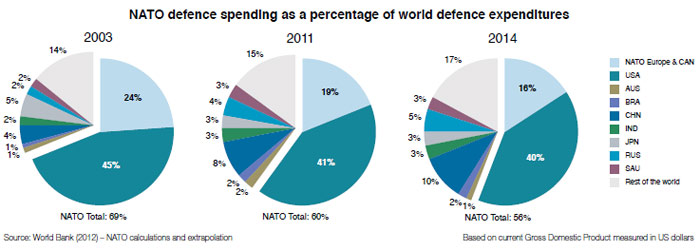 NATO defence spending as a percentage of world defence expenditures
2003
14%
2%
2%
5%
2%
4%
1%
1%
24%
45%
NATO Total: 69%
2011
15%
3%
4%
3%
3%
8%
2%
2%
19%
41%
NATO Total: 60%
2014
17%
3%
5%
3%
3%
10%
2%
1%
16%
40%
NATO Total: 56%
NATO Europe & CAN
USA
AUS
BRA
CHN
IND
JPN
RUS
SAU
Rest of the world
Source: World Bank (2012) – NATO calculations and extrapolation
Based on current Gross Domestic Product measured in US dollars